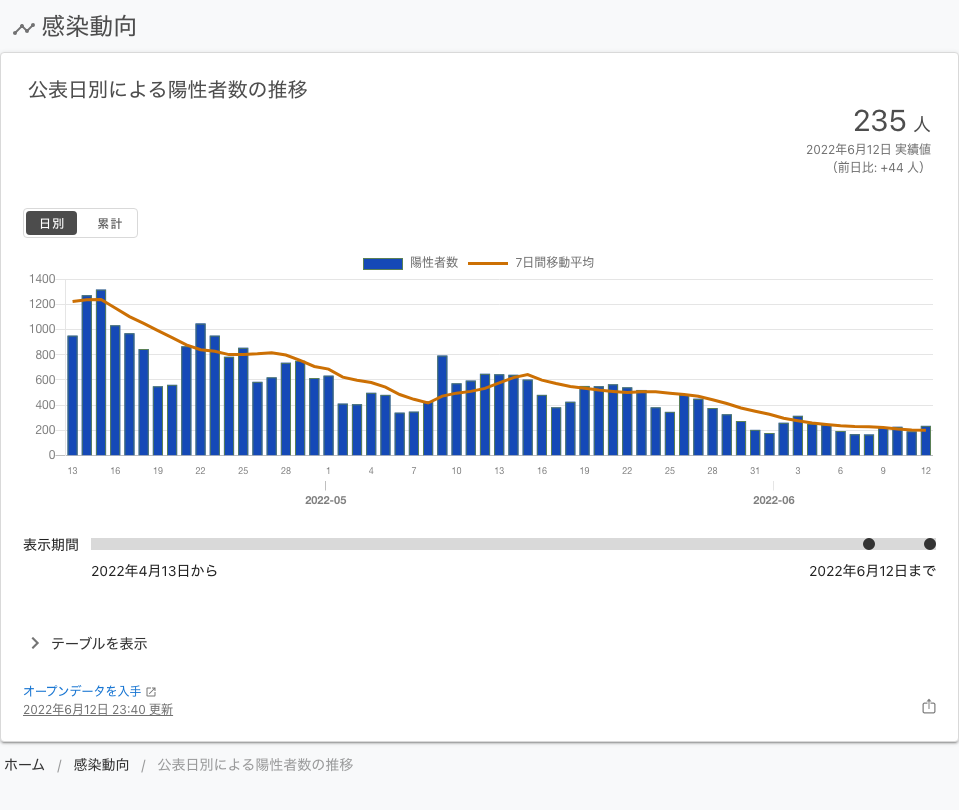 感染動向
公表日別による陽性者数の推移
235 人
2022年6月12日 実績値
（前日比: +44 人）
日別 累計
陽性者数 7日間移動平均
1400
1200
1000
800
600
400
200
0
13 16 19 22 25 28 1 4 7 10 13 16 19 22 25 28 31 3 6 9 12
2022-05 2022-06
表示期間
2022年4月13日から 2022年6月12日まで
テーブルを表示
オープンデータを入手
2022年6月12日 23:40 更新
ホーム / 感染動向 / 公表日別による陽性者数の推移